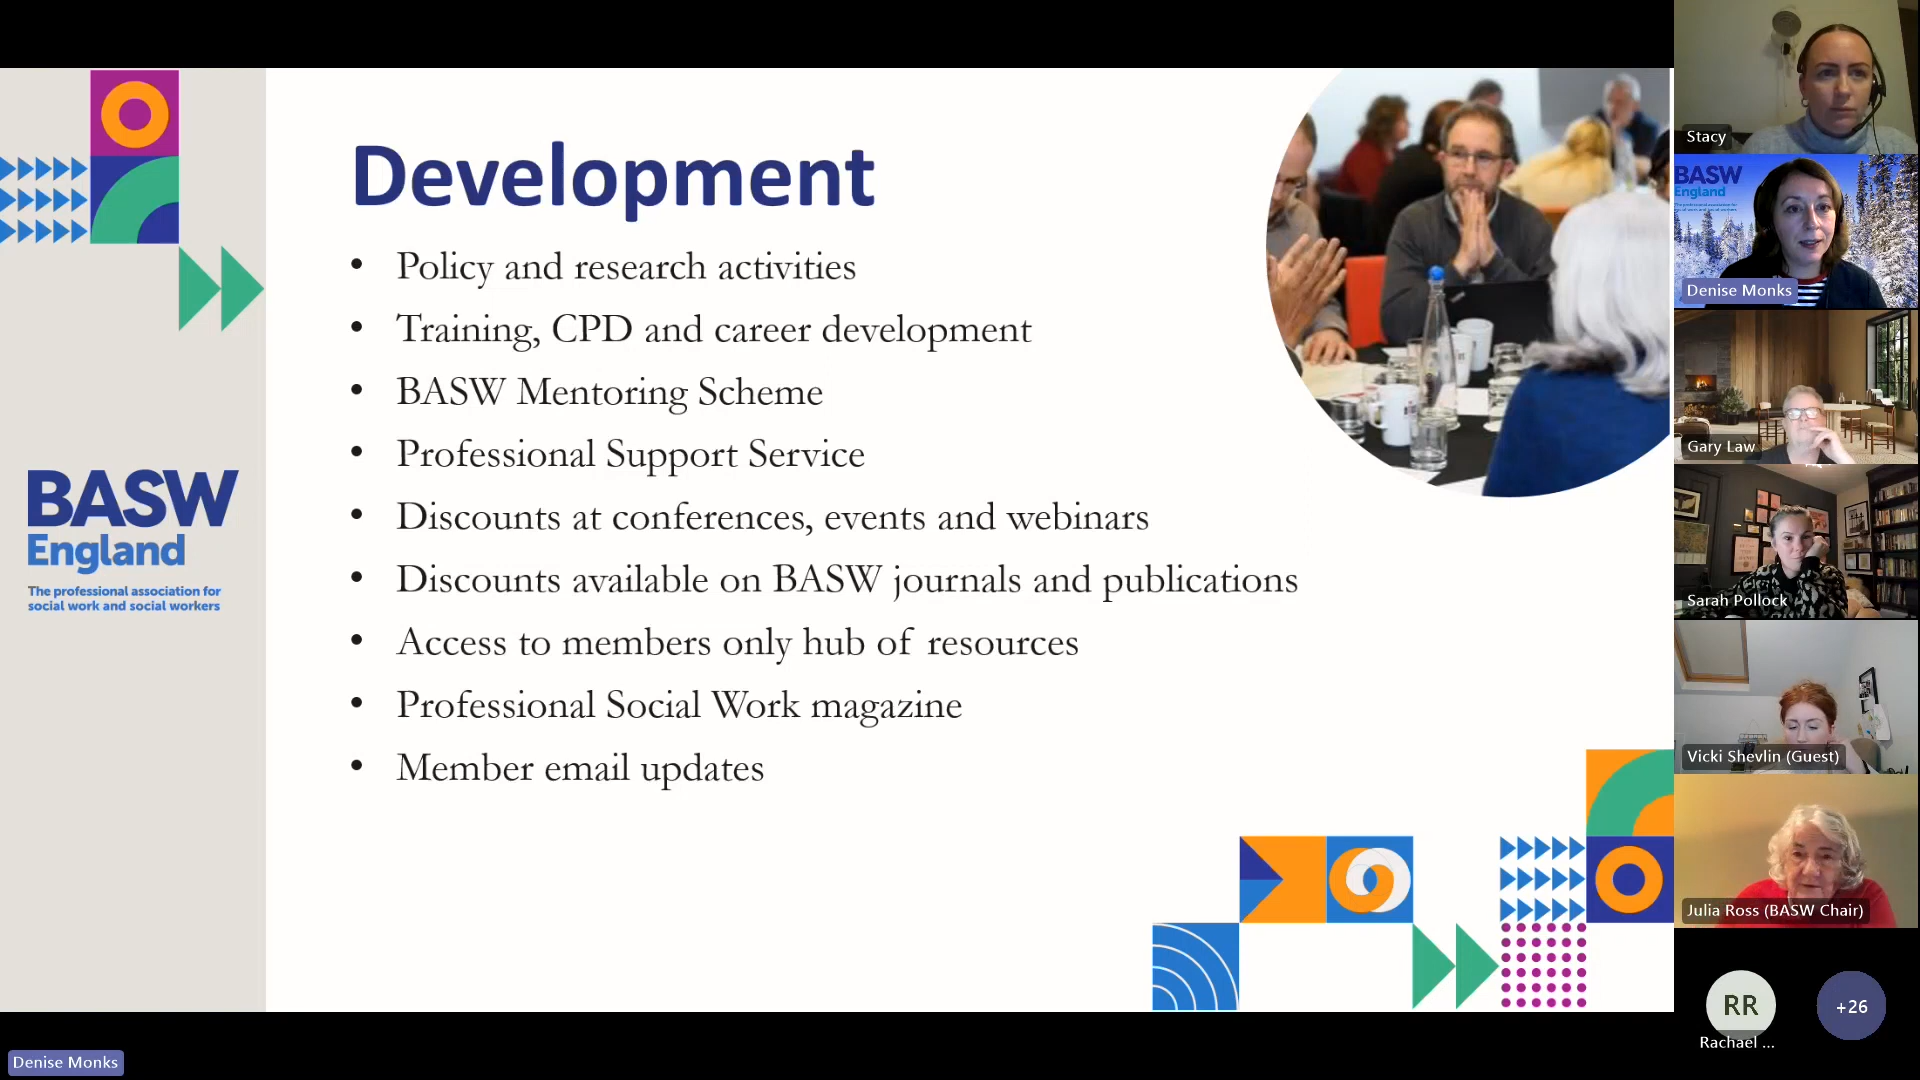 Development
• Policy and research activities
• Training, CPD and career development
• BASW Mentoring Scheme
• Professional Support Service
• Discounts at conferences, events and webinars
• Discounts available on BASW journals and publications
• Access to members only hub of resources
• Professional Social Work magazine
• Member email updates
BASW
England
The professional association for
social work and social workers
Stacy
BASW
England
Denise Monks
Gary Law
Sarah Pollock
Vicki Shevlin (Guest)
Julia Ross (BASW Chair)
RR
Rachael ...
+26
Denise Monks